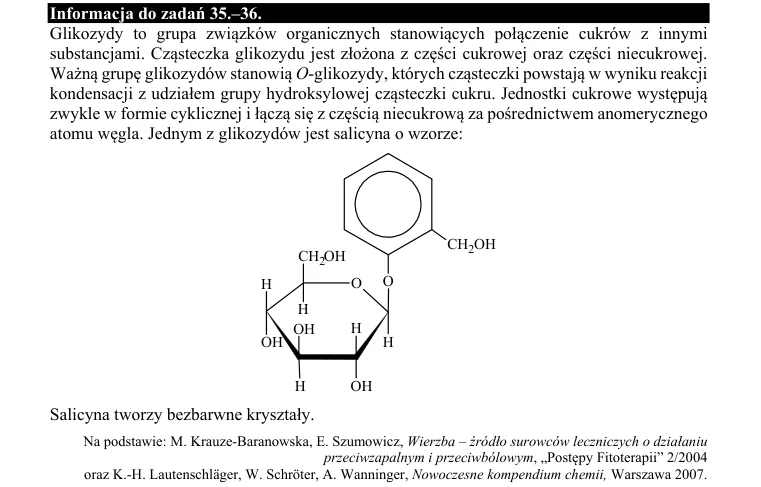 Informacja do zadań 35.–36.
Glikozydy to grupa związków organicznych stanowiących połączenie cukrów z innymi
substancjami. Cząsteczka glikozydu jest złożona z części cukrowej oraz części niecukrowej.
Ważną grupę glikozydów stanowią O-glikozydy, których cząsteczki powstają w wyniku reakcji
kondensacji z udziałem grupy hydroksylowej cząsteczki cukru. Jednostki cukrowe występują
zwykle w formie cyklicznej i łączą się z częścią niecukrową za pośrednictwem anomerycznego
atomu węgla. Jednym z glikozydów jest salicyna o wzorze:
CH2OH
CH2OH
H O O
H
OH H
OH H
H OH
Salicyna tworzy bezbarwne kryształy.
Na podstawie: M. Krauze-Baranowska, E. Szumowicz, Wierzba – źródło surowców leczniczych o działaniu
przeciwzapalnym i przeciwbólowym, „Postępy Fitoterapii” 2/2004
oraz K.-H. Lautenschläger, W. Schröter, A. Wanninger, Nowoczesne kompendium chemii, Warszawa 2007.